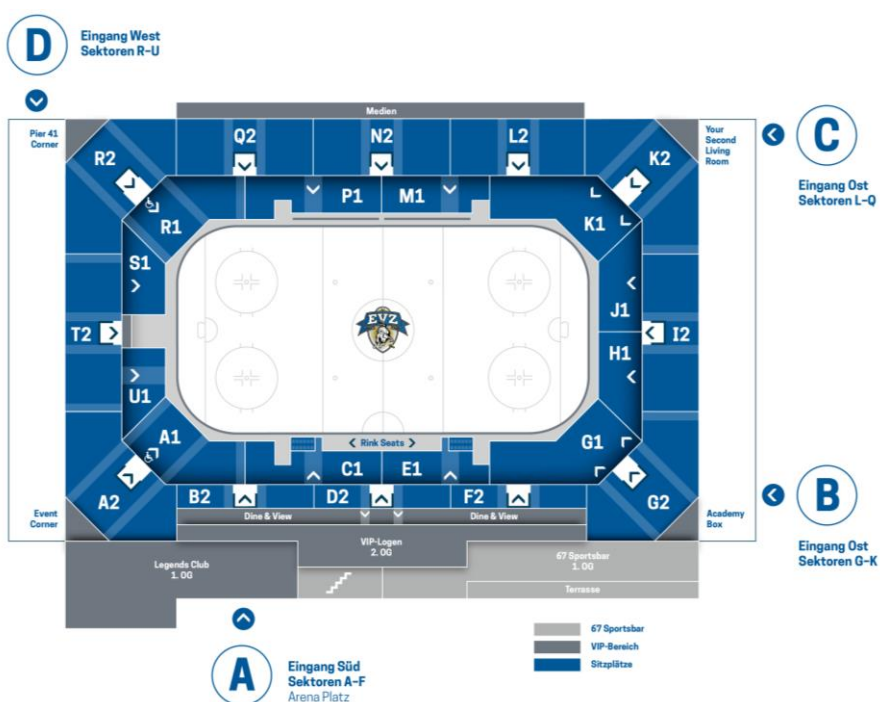 D
Eingang West
Sektoren R–U
Medien
Pier 41
Corner
R2
Q2
N2
L2
K2
Your
Second
Living
Room
C
Eingang Ost
Sektoren L–Q
R1
P1
M1
K1
S1
J1
T2
EVZ
I2
H1
U1
A1
Rink Seats
G1
C1
E1
A2
B2
D2
F2
G2
Event
Corner
Dine & View
Dine & View
Academy
Box
B
Eingang Ost
Sektoren G–K
VIP-Logen
2. OG
Legends Club
1. OG
67 Sportsbar
1. OG
Terrasse
A
Eingang Süd
Sektoren A–F
Arena Platz
67 Sportsbar
VIP-Bereich
Sitzplätze